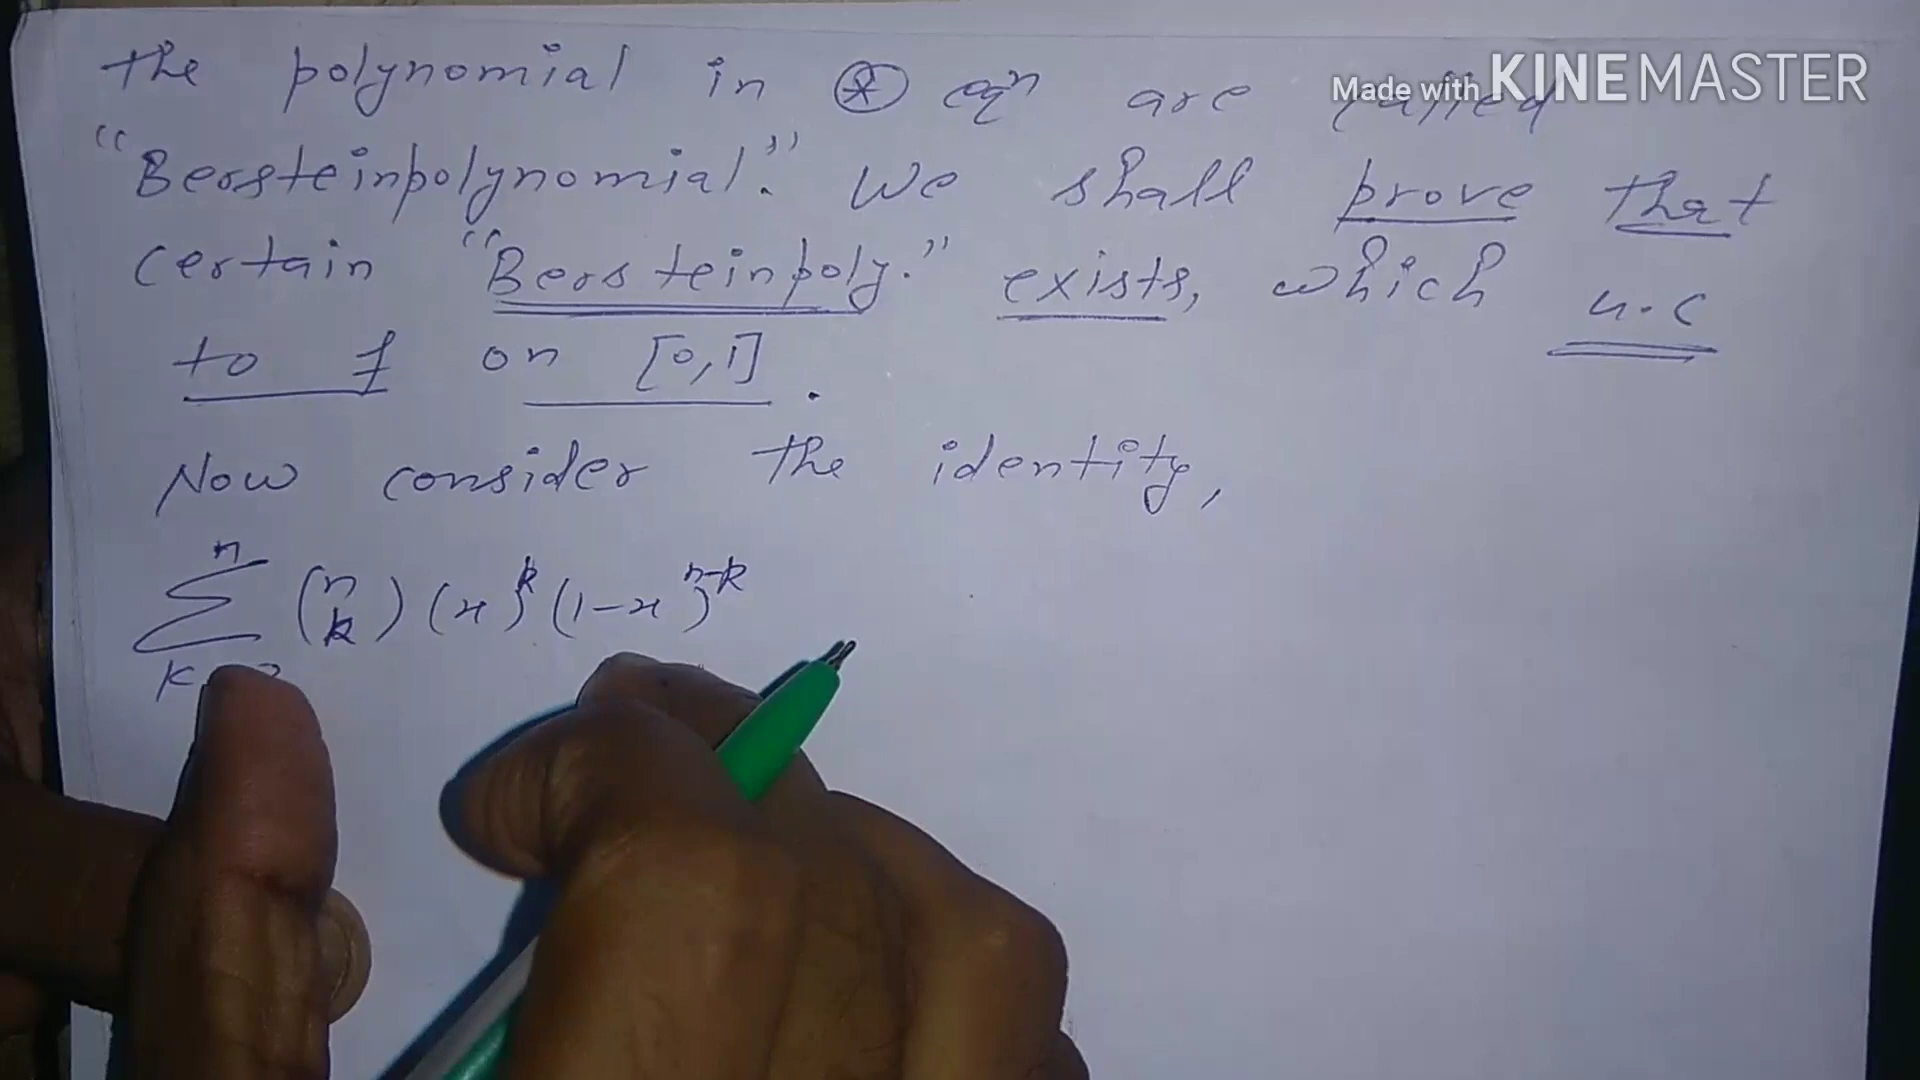 the polynomial in ⊛ eqⁿ are called
Made with KINEMASTER
"Bersteinpolynomial." We shall prove that
certain "Bersteinpoly." exists, which u.c
to f on [0,1].
Now consider the identity,
n
∑ (n k) (x)^k (1-x)^n-k
k